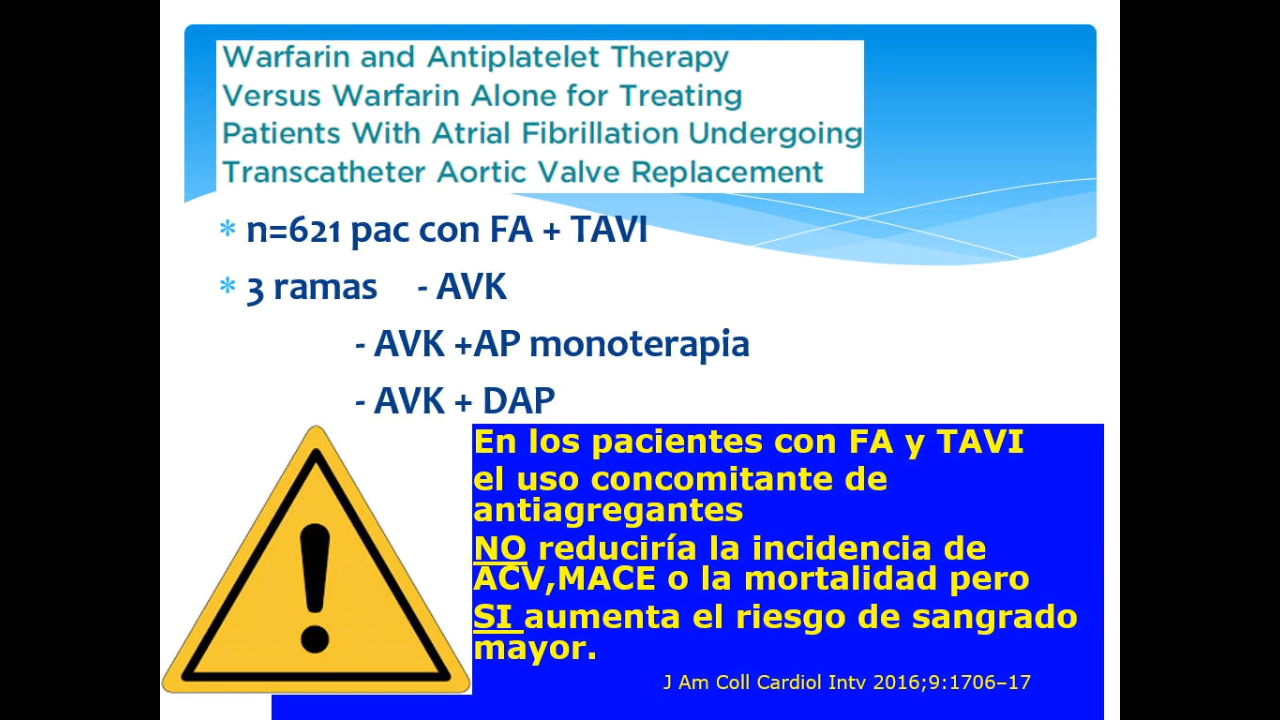 Warfarin and Antiplatelet Therapy
Versus Warfarin Alone for Treating
Patients With Atrial Fibrillation Undergoing
Transcatheter Aortic Valve Replacement
* n=621 pac con FA + TAVI
* 3 ramas - AVK
- AVK +AP monoterapia
- AVK + DAP
En los pacientes con FA y TAVI
el uso concomitante de
antiagregantes
NO reduciría la incidencia de
ACV,MACE o la mortalidad pero
SI aumenta el riesgo de sangrado
mayor.
J Am Coll Cardiol Intv 2016;9:1706–17